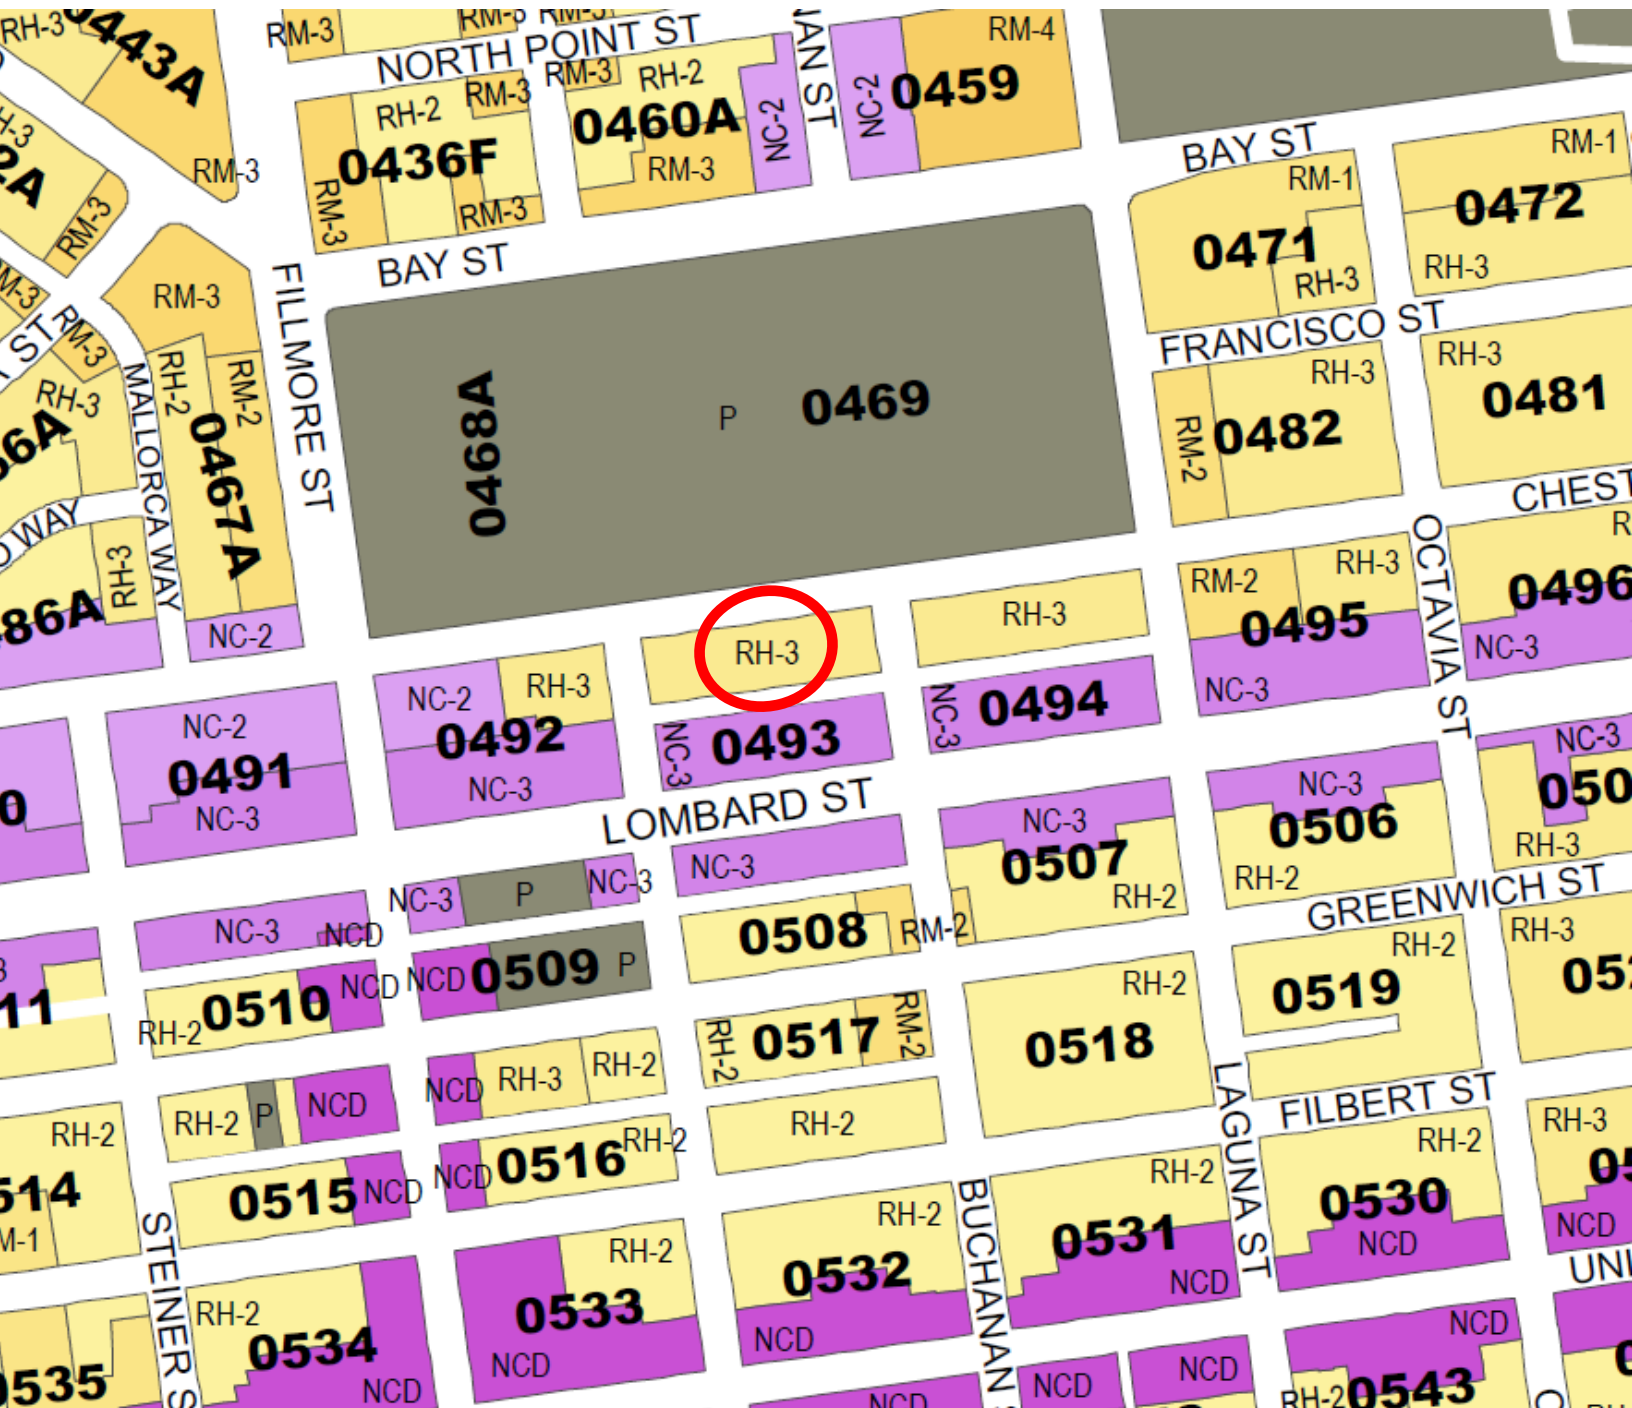 RH-3
0443A
RM-3
RM-3
RM-3
RM-3
NORTH POINT ST
RM-4
RM-3
RH-2
RM-3
RH-2
0436F
RM-3
RM-3
0460A
RM-3
NC-2
NC-2
0459
BAY ST
RM-1
RM-1
0472
RH-3
0471
RH-3
RM-3
BAY ST
FILLMORE ST
RM-3
FRANCISCO ST
RM-3
RH-3
MALLORCA WAY
RH-2
RM-2
0467A
0468A
P
0469
RH-3
0482
RM-2
RH-3
0481
RH-3
NC-2
RH-3
RH-3
RM-2
RH-3
0495
NC-3
OCTAVIA ST
0496
NC-3
NC-2
0491
NC-3
NC-2
RH-3
0492
NC-3
NC-3
0493
NC-3
0494
LOMBARD ST
NC-3
NC-3
0507
RH-2
NC-3
0506
RH-2
NC-3
RH-3
GREENWICH ST
NC-3
P
NC-3
NC-3
NCD
0508
RM-2
RH-2
0510
NCD
NCD
0509
P
RH-2
0519
RH-3
RH-2
0517
RM-2
RH-2
0518
RH-2
P
NCD
NCD
RH-3
RH-2
RH-2
LAGUNA ST
FILBERT ST
RH-2
0515
NCD
NCD
0516
RH-2
RH-2
0530
NCD
RH-3
NCD
STEINER S
RH-2
0534
NCD
RH-2
0533
NCD
RH-2
0532
NCD
BUCHANAN S
RH-2
0531
NCD
0535
NCD
NCD
NCD
NCD
RH-2
0543